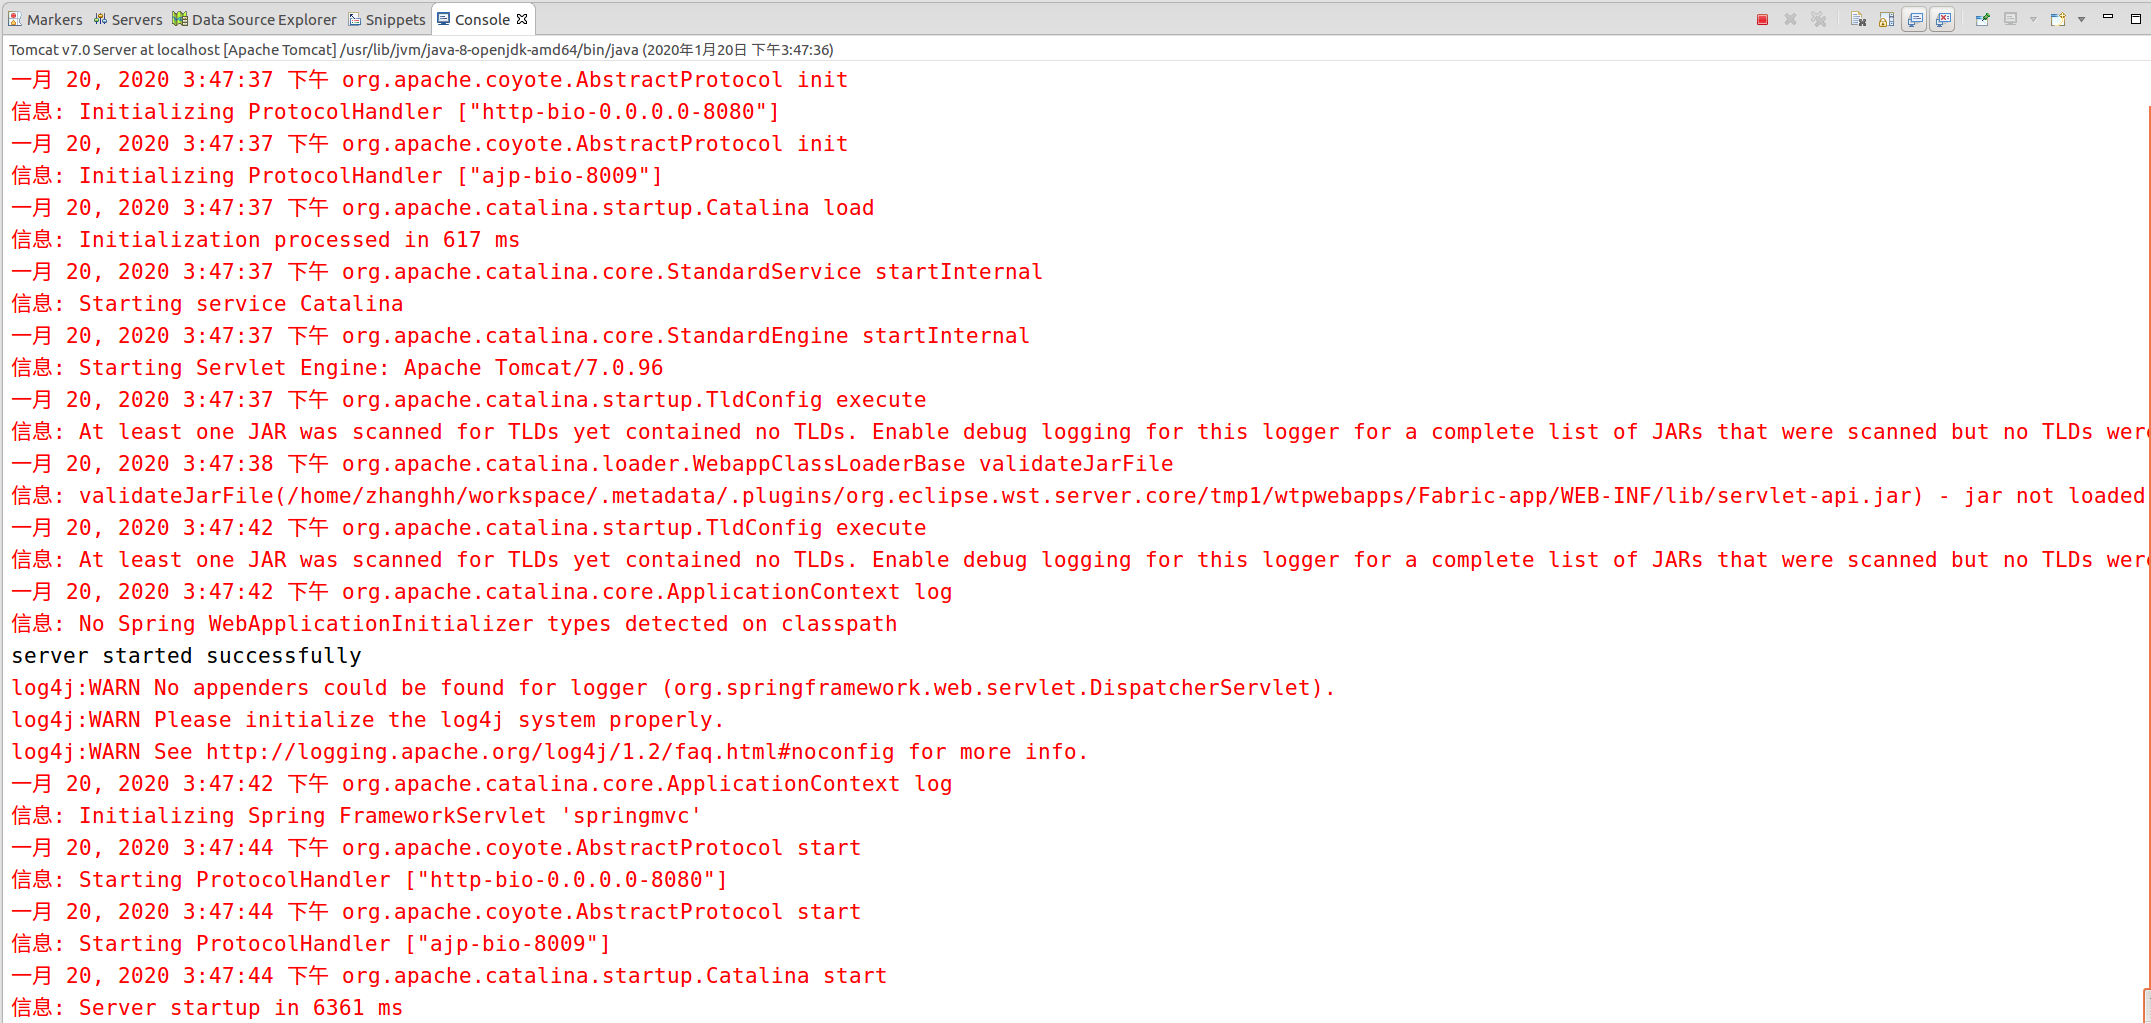 Markers Servers Data Source Explorer Snippets Console
Tomcat v7.0 Server at localhost [Apache Tomcat] /usr/lib/jvm/java-8-openjdk-amd64/bin/java (2020年1月20日 下午3:47:36)
一月 20, 2020 3:47:37 下午 org.apache.coyote.AbstractProtocol init
信息: Initializing ProtocolHandler ["http-bio-0.0.0.0-8080"]
一月 20, 2020 3:47:37 下午 org.apache.coyote.AbstractProtocol init
信息: Initializing ProtocolHandler ["ajp-bio-8009"]
一月 20, 2020 3:47:37 下午 org.apache.catalina.startup.Catalina load
信息: Initialization processed in 617 ms
一月 20, 2020 3:47:37 下午 org.apache.catalina.core.StandardService startInternal
信息: Starting service Catalina
一月 20, 2020 3:47:37 下午 org.apache.catalina.core.StandardEngine startInternal
信息: Starting Servlet Engine: Apache Tomcat/7.0.96
一月 20, 2020 3:47:37 下午 org.apache.catalina.startup.TldConfig execute
信息: At least one JAR was scanned for TLDs yet contained no TLDs. Enable debug logging for this logger for a complete list of JARs that were scanned but no TLDs were
一月 20, 2020 3:47:38 下午 org.apache.catalina.loader.WebappClassLoaderBase validateJarFile
信息: validateJarFile(/home/zhanghh/workspace/.metadata/.plugins/org.eclipse.wst.server.core/tmp1/wtpwebapps/Fabric-app/WEB-INF/lib/servlet-api.jar) - jar not loaded
一月 20, 2020 3:47:42 下午 org.apache.catalina.startup.TldConfig execute
信息: At least one JAR was scanned for TLDs yet contained no TLDs. Enable debug logging for this logger for a complete list of JARs that were scanned but no TLDs were
一月 20, 2020 3:47:42 下午 org.apache.catalina.core.ApplicationContext log
信息: No Spring WebApplicationInitializer types detected on classpath
server started successfully
log4j:WARN No appenders could be found for logger (org.springframework.web.servlet.DispatcherServlet).
log4j:WARN Please initialize the log4j system properly.
log4j:WARN See http://logging.apache.org/log4j/1.2/faq.html#noconfig for more info.
一月 20, 2020 3:47:42 下午 org.apache.catalina.core.ApplicationContext log
信息: Initializing Spring FrameworkServlet 'springmvc'
一月 20, 2020 3:47:44 下午 org.apache.coyote.AbstractProtocol start
信息: Starting ProtocolHandler ["http-bio-0.0.0.0-8080"]
一月 20, 2020 3:47:44 下午 org.apache.coyote.AbstractProtocol start
信息: Starting ProtocolHandler ["ajp-bio-8009"]
一月 20, 2020 3:47:44 下午 org.apache.catalina.startup.Catalina start
信息: Server startup in 6361 ms